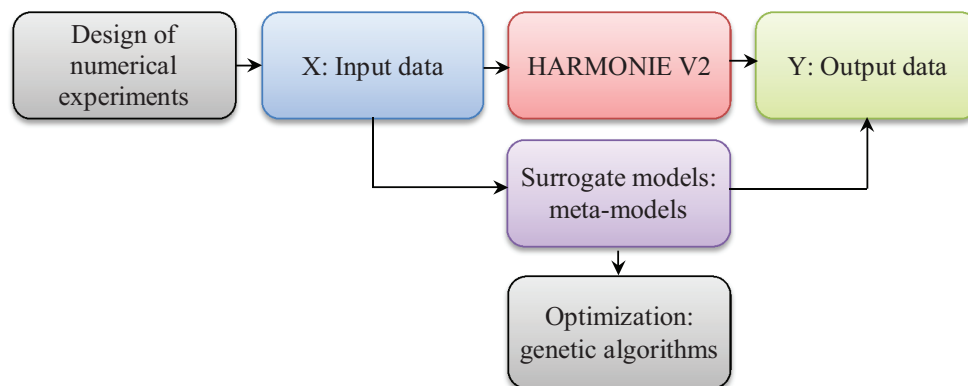 Design of
numerical
experiments
X: Input data
HARMONIE V2
Y: Output data
Surrogate models:
meta-models
Optimization:
genetic algorithms